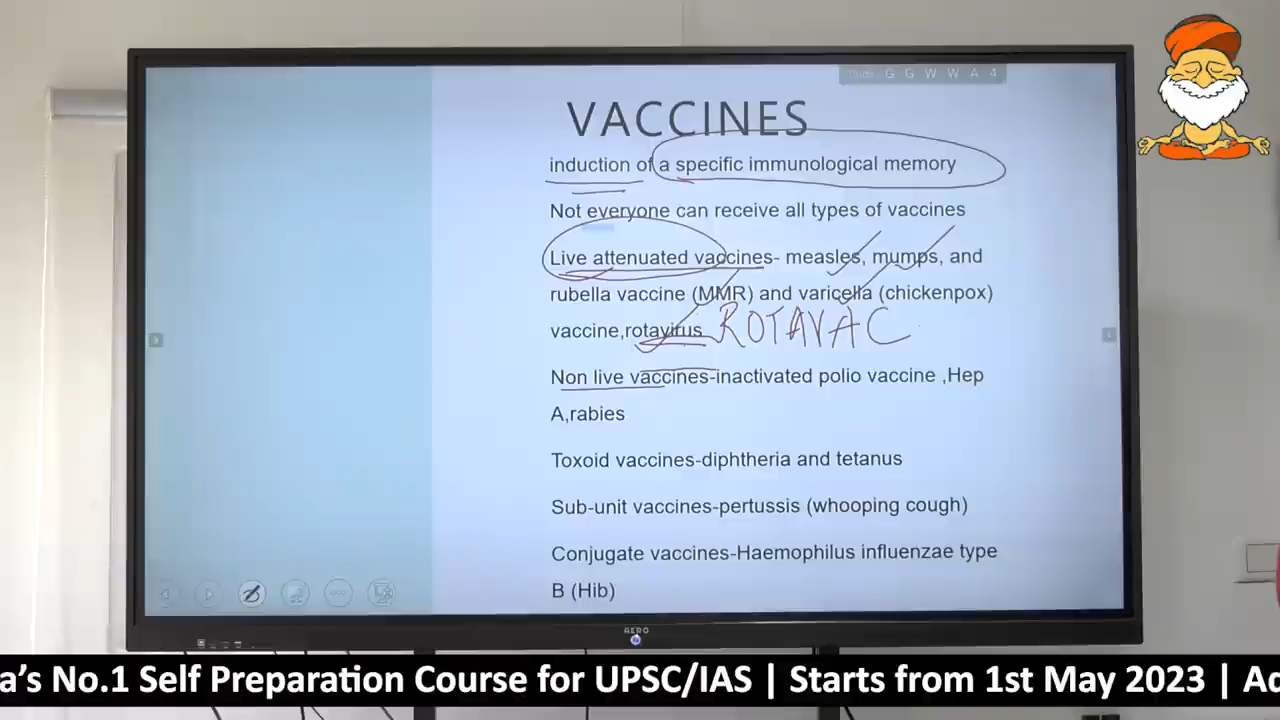 G G W W A 4
VACCINES
induction of a specific immunological memory
Not everyone can receive all types of vaccines
Live attenuated vaccines- measles, mumps, and
rubella vaccine (MMR) and varicella (chickenpox)
vaccine,rotavirus ROTAVAC
Non live vaccines-inactivated polio vaccine ,Hep
A,rabies
Toxoid vaccines-diphtheria and tetanus
Sub-unit vaccines-pertussis (whooping cough)
Conjugate vaccines-Haemophilus influenzae type
B (Hib)
a's No.1 Self Preparation Course for UPSC/IAS | Starts from 1st May 2023 | Ad